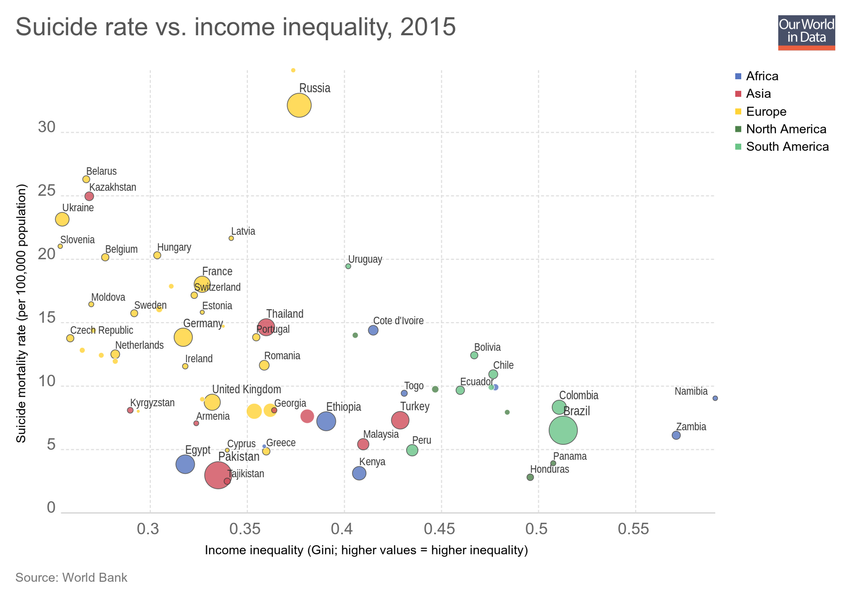 Suicide rate vs. income inequality, 2015
Our World
in Data
Africa
Asia
Europe
North America
South America
Suicide mortality rate (per 100,000 population)
30
25
20
15
10
5
0
Russia
Belarus
Kazakhstan
Ukraine
Slovenia
Belgium
Hungary
Latvia
Uruguay
France
Switzerland
Moldova
Sweden
Estonia
Czech Republic
Germany
Thailand
Portugal
Cote d'Ivoire
Netherlands
Ireland
Romania
Bolivia
Chile
Ecuador
Togo
Namibia
Kyrgyzstan
United Kingdom
Georgia
Armenia
Ethiopia
Turkey
Colombia
Brazil
Zambia
Egypt
Cyprus
Greece
Malaysia
Peru
Pakistan
Tajikistan
Kenya
Panama
Honduras
0.3
0.35
0.4
0.45
0.5
0.55
Income inequality (Gini; higher values = higher inequality)
Source: World Bank